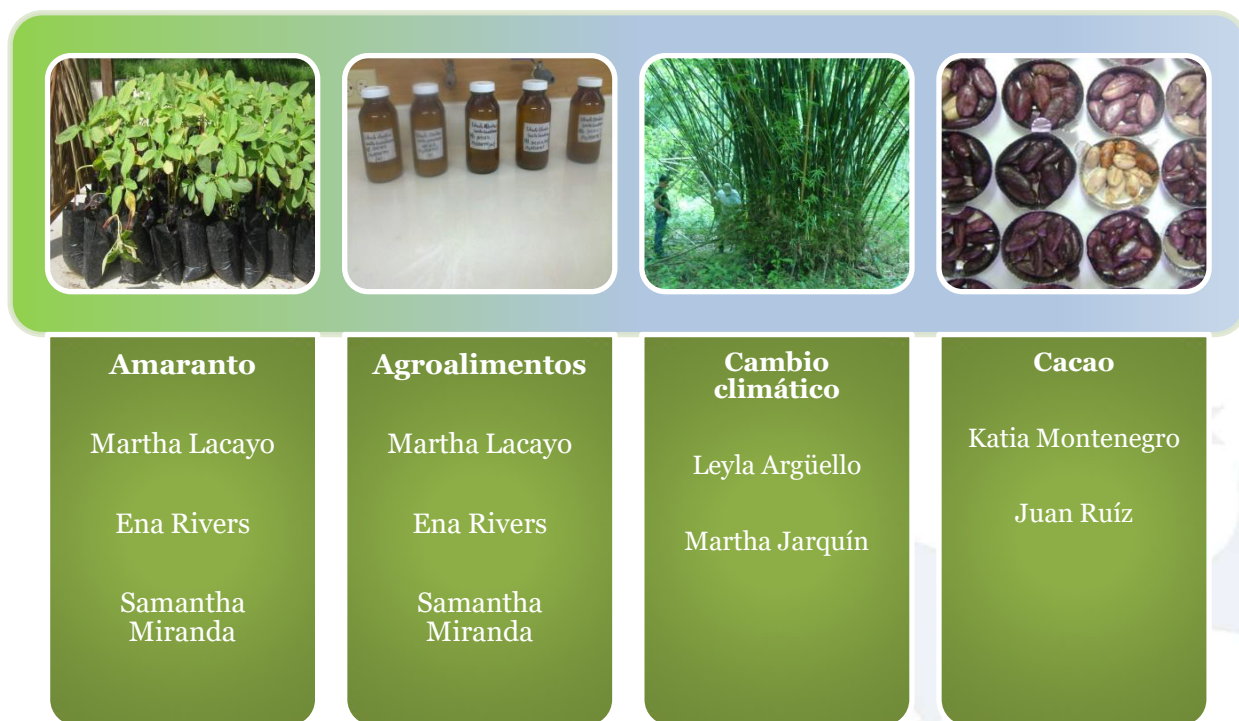 Amaranto
Martha Lacayo
Ena Rivers
Samantha
Miranda
Agroalimentos
Martha Lacayo
Ena Rivers
Samantha
Miranda
Cambio
climático
Leyla Argüello
Martha Jarquín
Cacao
Katia Montenegro
Juan Ruíz